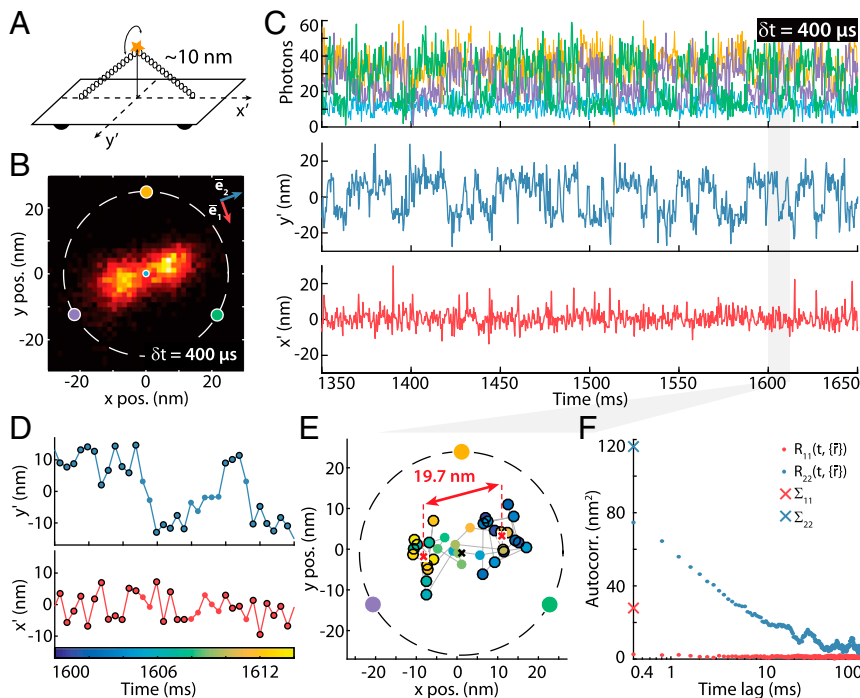 A
~10 nm
x'
y'
B
ē2
ē1
20
0
-20
y pos. (nm)
δt = 400 µs
-20
0
20
x pos. (nm)
C
δt = 400 µs
60
40
20
0
Photons
20
0
-20
y' (nm)
20
0
-20
x' (nm)
1350
1400
1450
1500
1550
1600
1650
Time (ms)
D
10
0
-10
y' (nm)
10
0
-10
x' (nm)
1600
1606
1612
Time (ms)
E
19.7 nm
20
10
0
-10
-20
y pos. (nm)
-20
-10
0
10
20
x pos. (nm)
F
120
80
40
0
Autocorr. (nm²)
R11(t, {r̄})
R22(t, {r̄})
Σ11
Σ22
0.4
1
10
100
Time lag (ms)